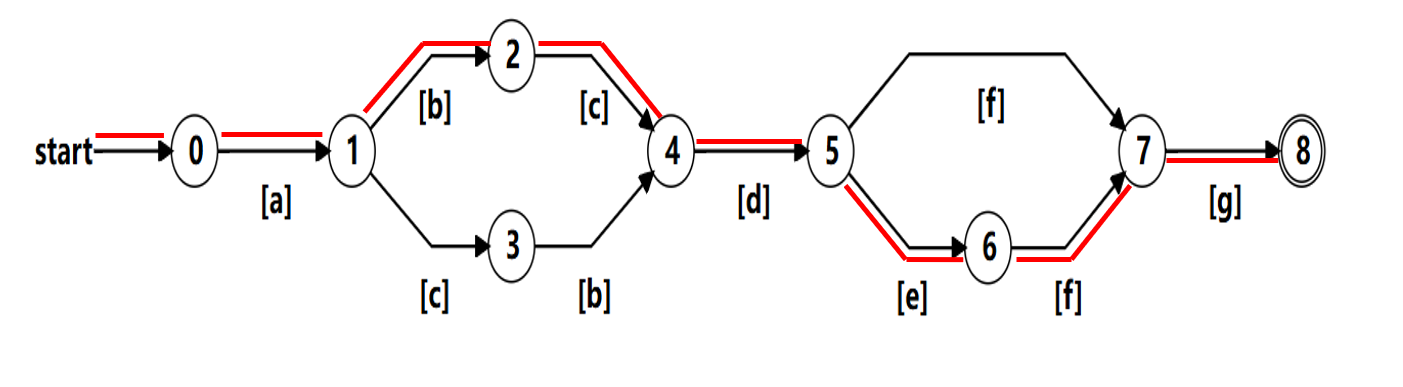 2
[b] [c] [f]
start 0 1 4 5 7 8
[a] [d] [g]
3 6
[c] [b] [e] [f]